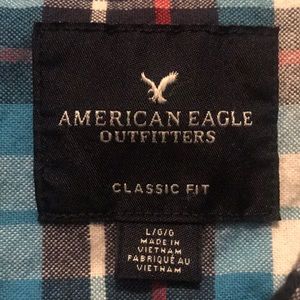 AMERICAN EAGLE
OUTFITTERS
CLASSIC FIT
L/G/G
MADE IN
VIETNAM
FABRIQUÉ AU
VIETNAM